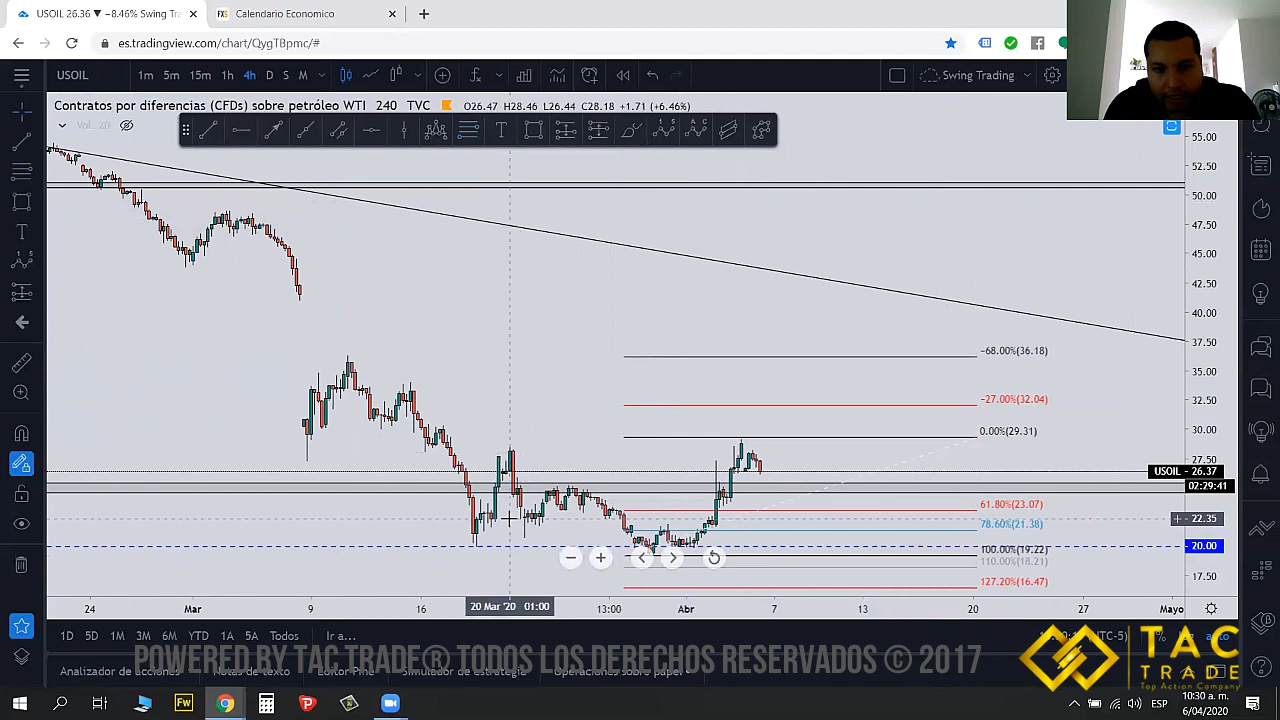 USOIL 26.36 ▼ −8.46% Swing Tr
Calendario Economico
es.tradingview.com/chart/QygTBpmc/#
USOIL 1m 5m 15m 1h 4h D S M Swing Trading
Contratos por diferencias (CFDs) sobre petróleo WTI 240 TVC O26.47 H28.46 L26.44 C28.18 +1.71 (+6.46%)
Vol. 20
55.00
52.50
50.00
47.50
45.00
42.50
40.00
37.50
-68.00%(36.18)
35.00
-27.00%(32.04)
32.50
0.00%(29.31)
30.00
27.50
USOIL 26.37
02:29:41
61.80%(23.07)
22.35
78.60%(21.38)
100.00%(19.22)
20.00
110.00%(18.21)
127.20%(16.47)
17.50
24 Mar 9 16 20 Mar '20 01:00 13:00 Abr 7 13 20 27 Mayo
1D 5D 1M 3M 6M YTD 1A 5A Todos Ir a... (UTC-5) % auto
POWERED BY TAC TRADE® TODOS LOS DERECHOS RESERVADOS © 2017
Analizador de acciones Notas de texto Editor Pine Simulador de estrategia Operaciones sobre papel
TAC
TRADE
Top Action Company
Fw
ESP
10:30 a. m.
6/04/2020